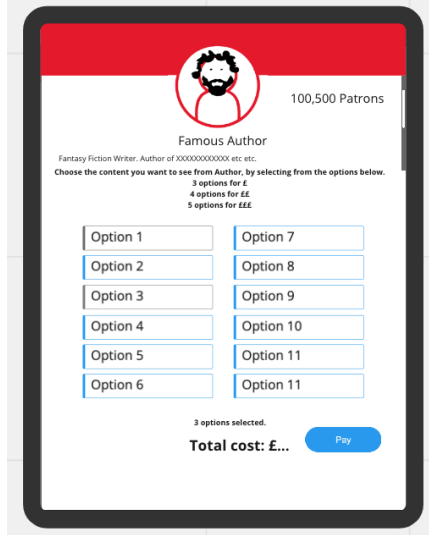 100,500 Patrons
Famous Author
Fantasy Fiction Writer. Author of XXXXXXXXXXXX etc etc.
Choose the content you want to see from Author, by selecting from the options below.
3 options for £
4 options for ££
5 options for £££
Option 1
Option 2
Option 3
Option 4
Option 5
Option 6
Option 7
Option 8
Option 9
Option 10
Option 11
Option 11
3 options selected.
Total cost: £...
Pay